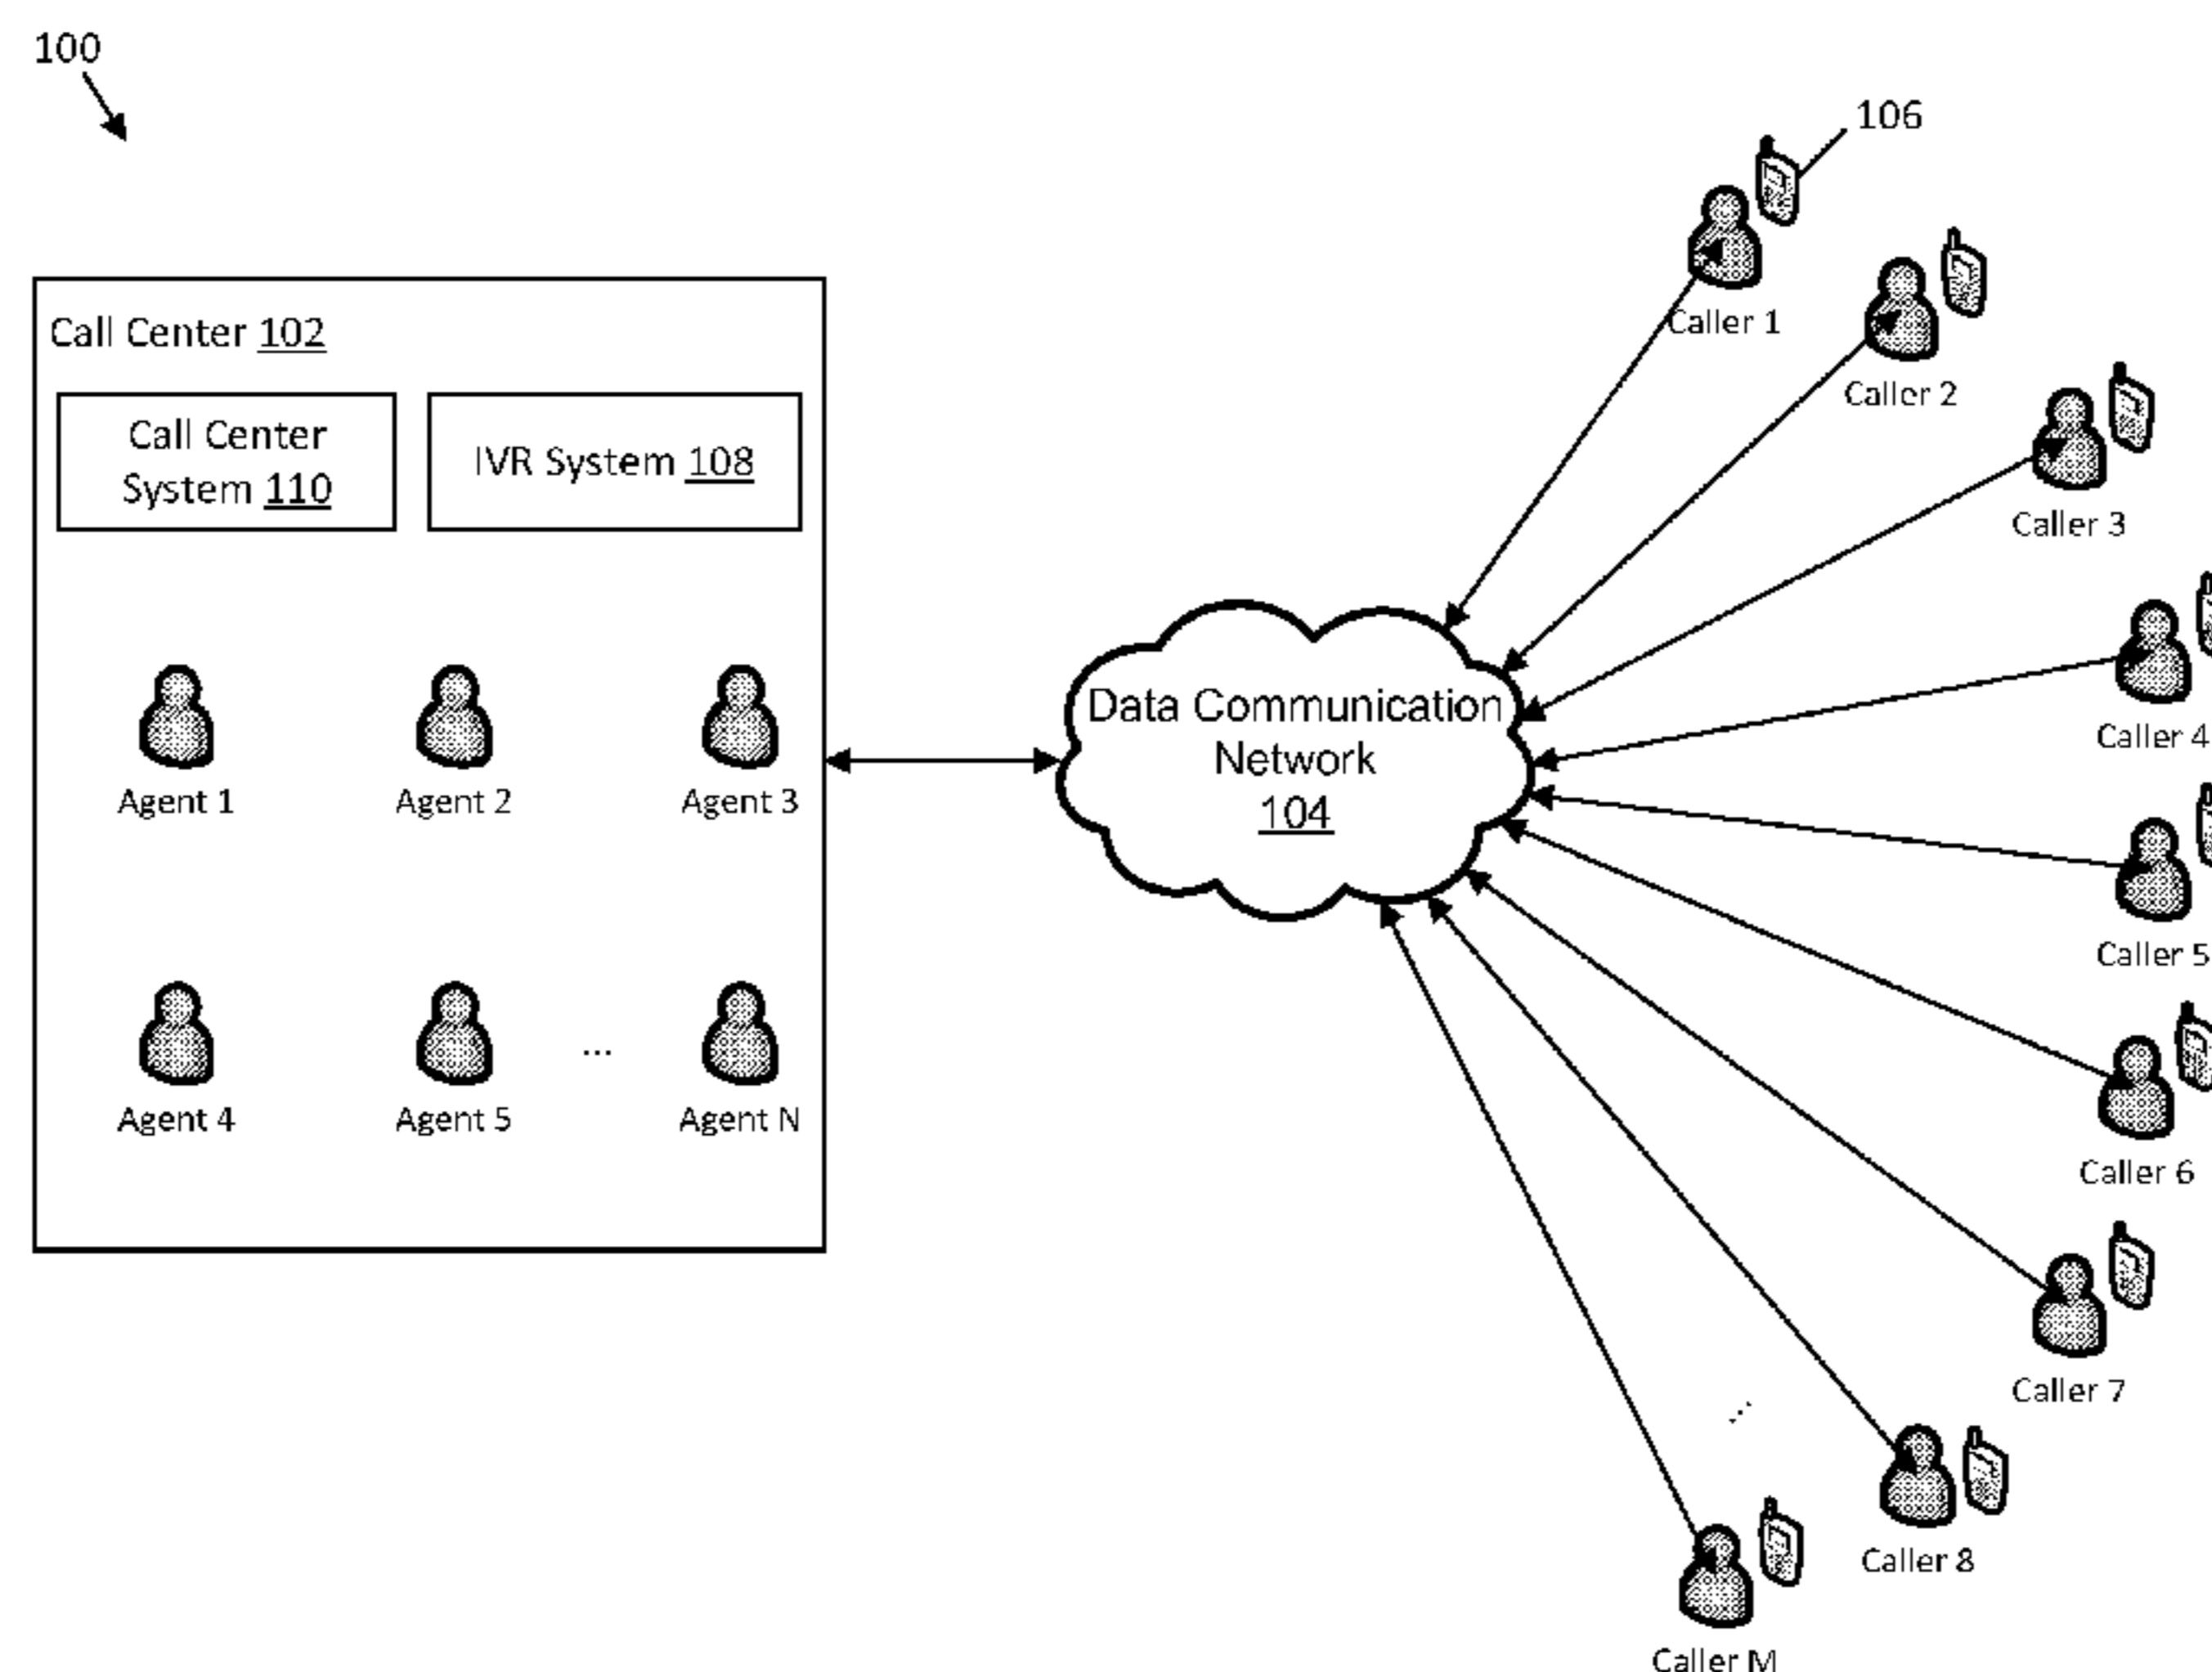 100
106
Call Center 102
Call Center
System 110
IVR System 108
Agent 1
Agent 2
Agent 3
Agent 4
Agent 5
...
Agent N
Data Communication
Network
104
Caller 1
Caller 2
Caller 3
Caller 4
Caller 5
Caller 6
Caller 7
Caller 8
...
Caller M